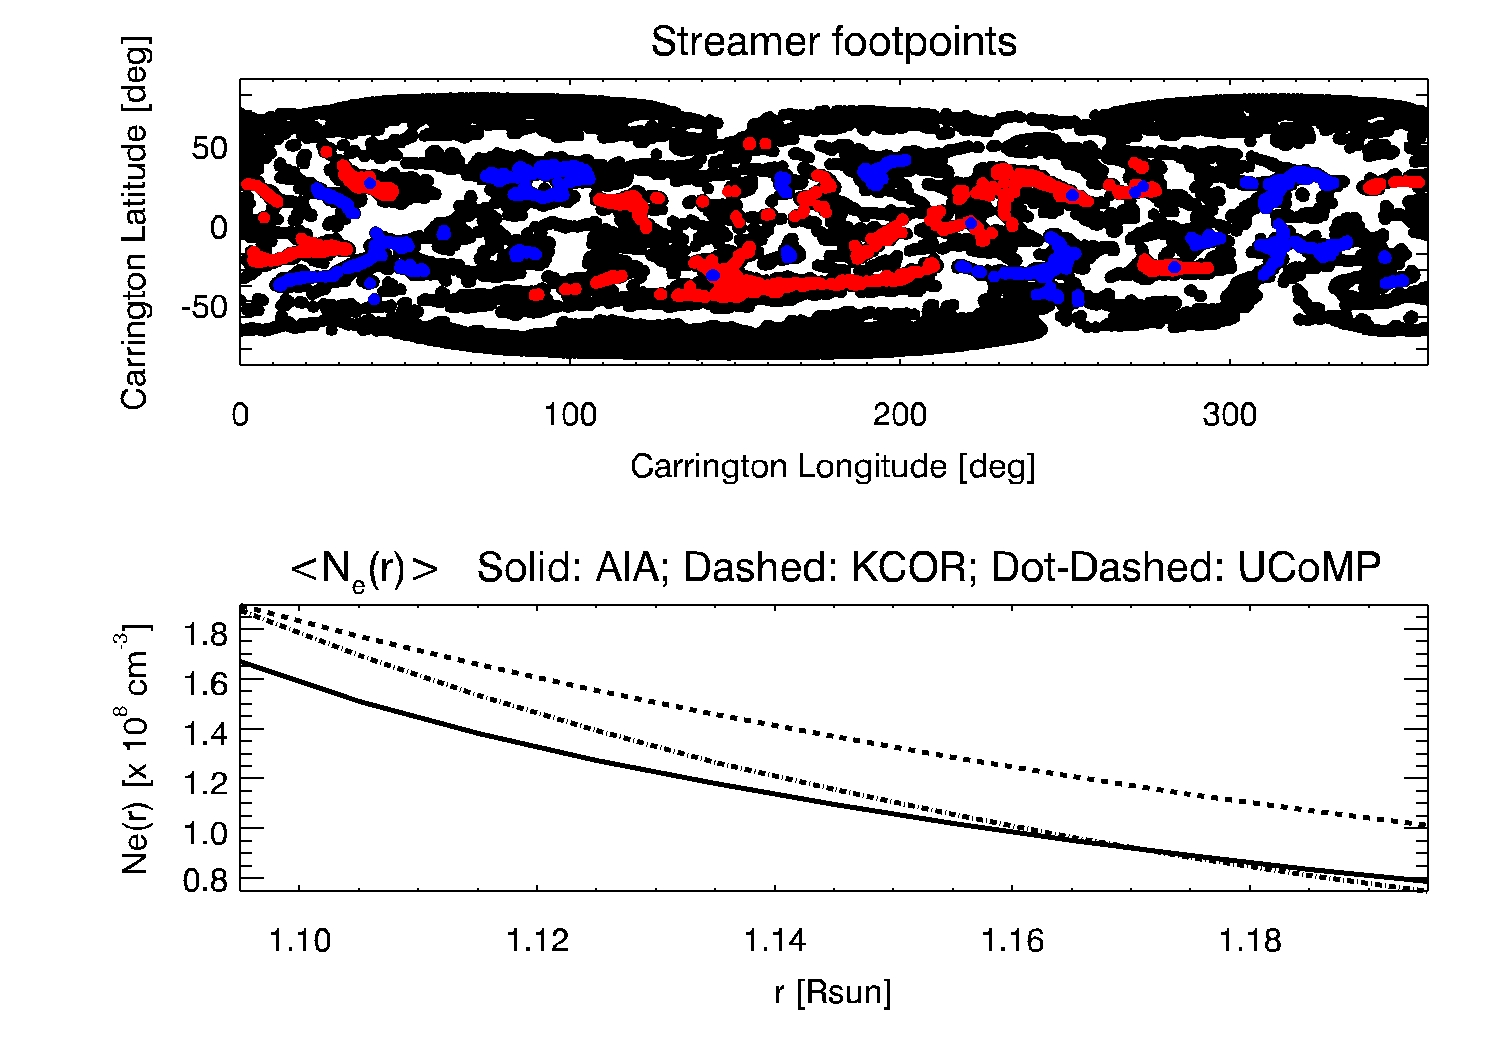 Streamer footpoints
Carrington Latitude [deg]
50
0
-50
0 100 200 300
Carrington Longitude [deg]
<Ne(r)> Solid: AIA; Dashed: KCOR; Dot-Dashed: UCoMP
Ne(r) [x 10⁸ cm⁻³]
1.8
1.6
1.4
1.2
1.0
0.8
1.10 1.12 1.14 1.16 1.18
r [Rsun]